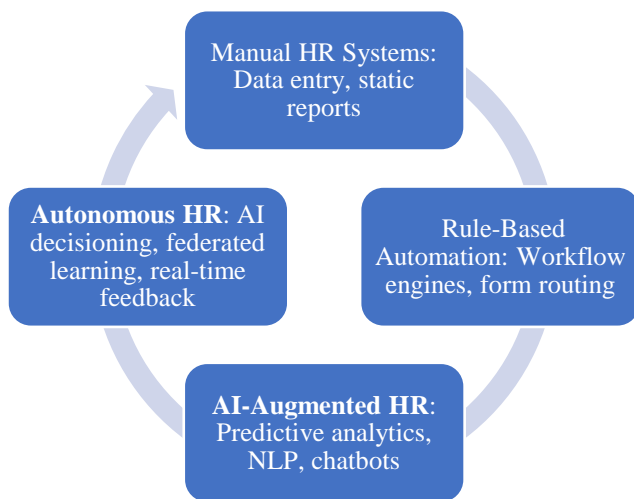 Manual HR Systems:
Data entry, static
reports
Rule-Based
Automation: Workflow
engines, form routing
AI-Augmented HR:
Predictive analytics,
NLP, chatbots
Autonomous HR: AI
decisioning, federated
learning, real-time
feedback